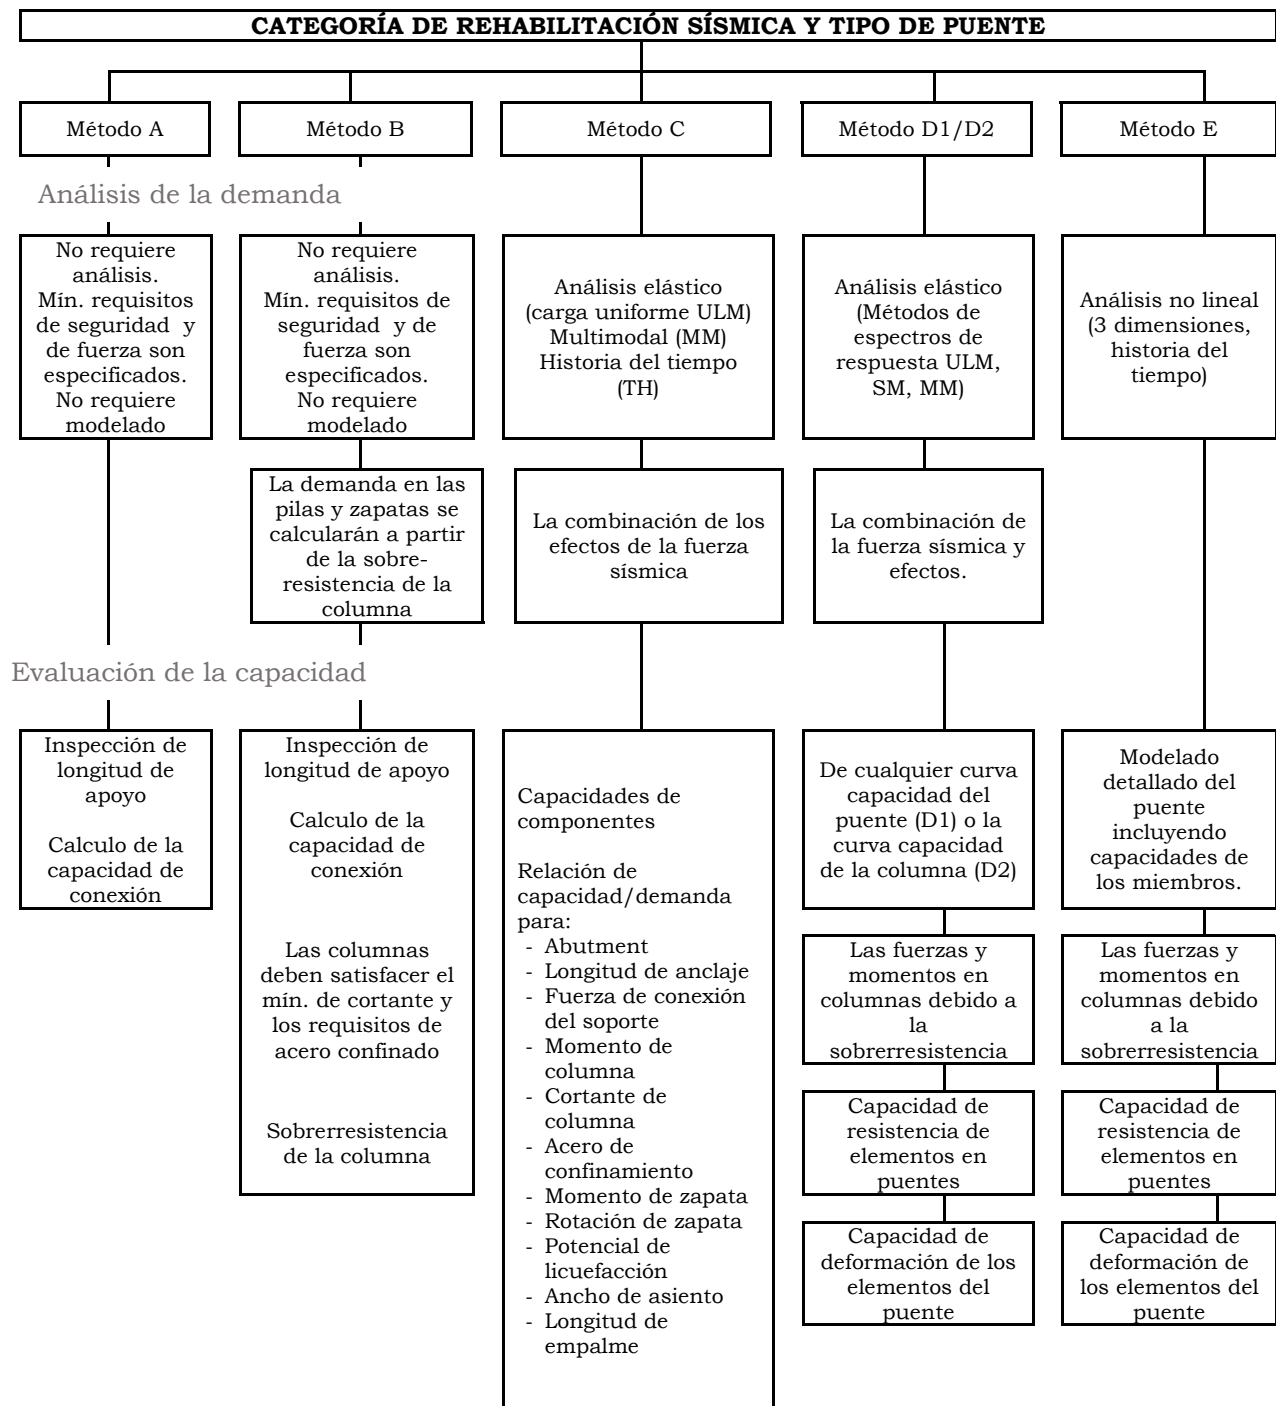 CATEGORÍA DE REHABILITACIÓN SÍSMICA Y TIPO DE PUENTE
Método A
Método B
Método C
Método D1/D2
Método E
Análisis de la demanda
No requiere
análisis.
Mín. requisitos
de seguridad y
de fuerza son
especificados.
No requiere
modelado
No requiere
análisis.
Mín. requisitos de
seguridad y de
fuerza son
especificados.
No requiere
modelado
Análisis elástico
(carga uniforme ULM)
Multimodal (MM)
Historia del tiempo
(TH)
Análisis elástico
(Métodos de
espectros de
respuesta ULM,
SM, MM)
Análisis no lineal
(3 dimensiones,
historia del
tiempo)
La demanda en las
pilas y zapatas se
calcularán a partir
de la sobre-
resistencia de la
columna
La combinación de los
efectos de la fuerza
sísmica
La combinación de
la fuerza sísmica y
efectos.
Evaluación de la capacidad
Inspección de
longitud de
apoyo
Calculo de la
capacidad de
conexión
Inspección de
longitud de apoyo
Calculo de la
capacidad de
conexión
Las columnas
deben satisfacer el
mín. de cortante y
los requisitos de
acero confinado
Sobrerresistencia
de la columna
Capacidades de
componentes
Relación de
capacidad/demanda
para:
- Abutment
- Longitud de anclaje
- Fuerza de conexión
del soporte
- Momento de
columna
- Cortante de
columna
- Acero de
confinamiento
- Momento de zapata
- Rotación de zapata
- Potencial de
licuefacción
- Ancho de asiento
- Longitud de
empalme
De cualquier curva
capacidad del
puente (D1) o la
curva capacidad
de la columna (D2)
Las fuerzas y
momentos en
columnas debido a
la
sobrerresistencia
Capacidad de
resistencia de
elementos en
puentes
Capacidad de
deformación de los
elementos del
puente
Modelado
detallado del
puente
incluyendo
capacidades de
los miembros.
Las fuerzas y
momentos en
columnas debido
a la
sobrerresistencia
Capacidad de
resistencia de
elementos en
puentes
Capacidad de
deformación de
los elementos del
puente